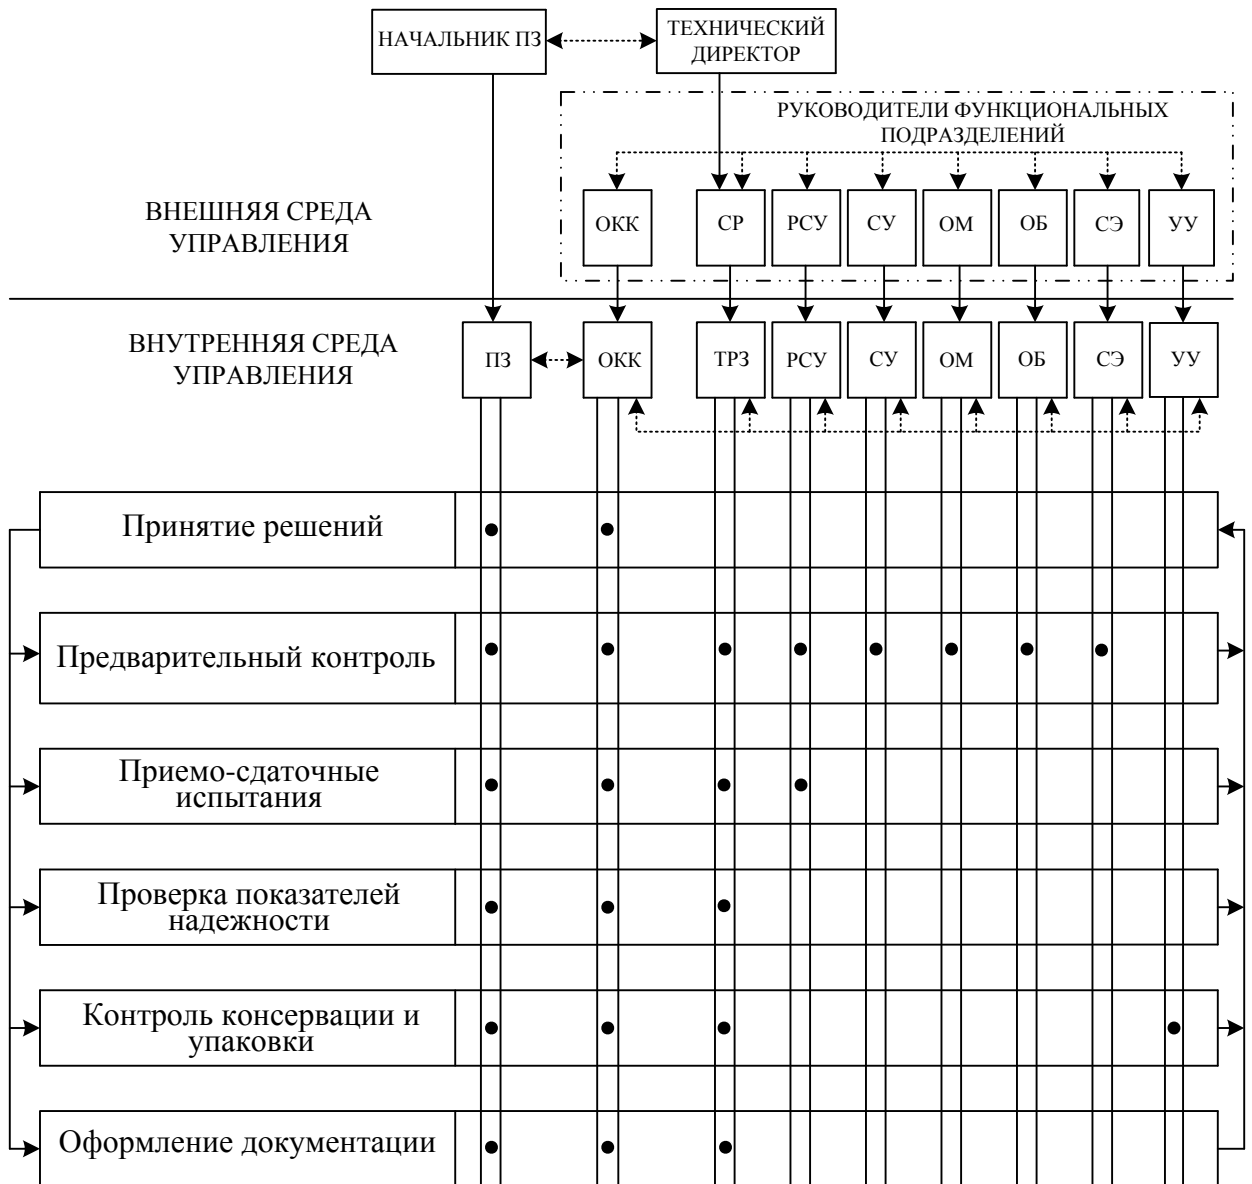 НАЧАЛЬНИК ПЗ
ТЕХНИЧЕСКИЙ
ДИРЕКТОР
РУКОВОДИТЕЛИ ФУНКЦИОНАЛЬНЫХ
ПОДРАЗДЕЛЕНИЙ
ВНЕШНЯЯ СРЕДА
УПРАВЛЕНИЯ
ОКК СР РСУ СУ ОМ ОБ СЭ УУ
ВНУТРЕННЯЯ СРЕДА
УПРАВЛЕНИЯ
ПЗ ОКК ТРЗ РСУ СУ ОМ ОБ СЭ УУ
Принятие решений
Предварительный контроль
Приемо-сдаточные
испытания
Проверка показателей
надежности
Контроль консервации и
упаковки
Оформление документации